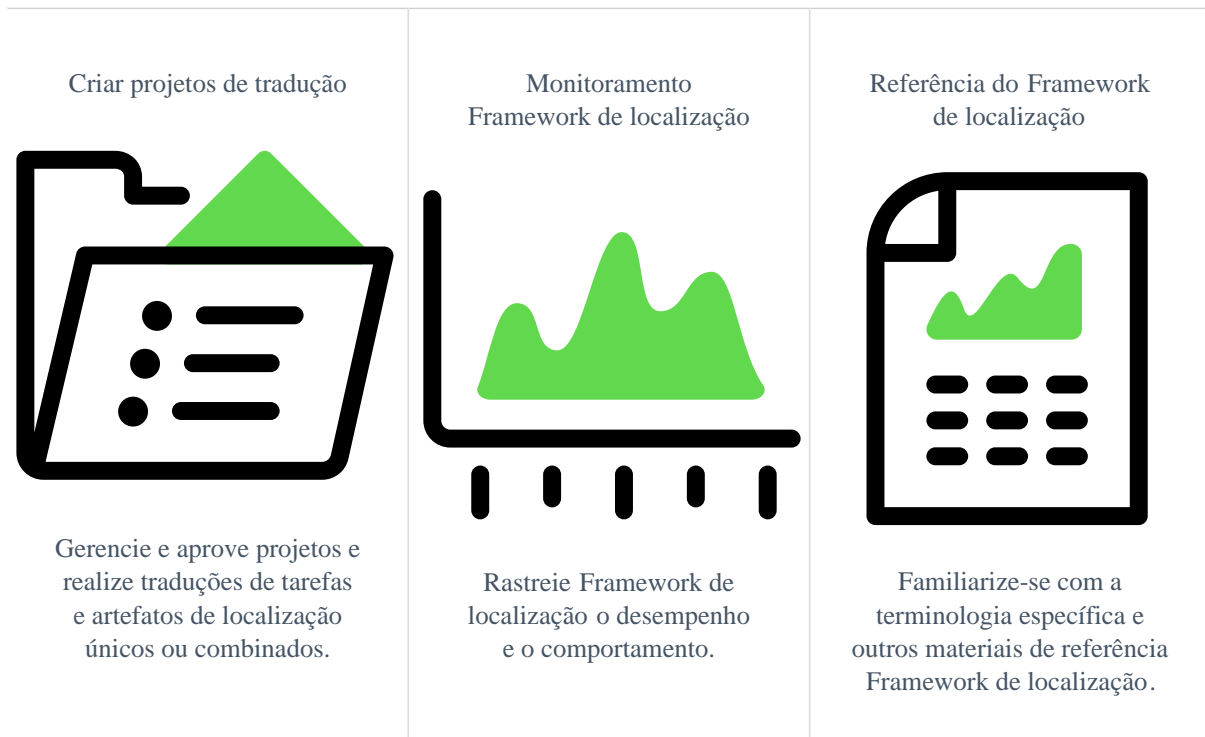 Criar projetos de tradução
Gerencie e aprove projetos e
realize traduções de tarefas
e artefatos de localização
únicos ou combinados.
Monitoramento
Framework de localização
Rastreie Framework de
localização o desempenho
e o comportamento.
Referência do Framework
de localização
Familiarize-se com a
terminologia específica e
outros materiais de referência
Framework de localização.